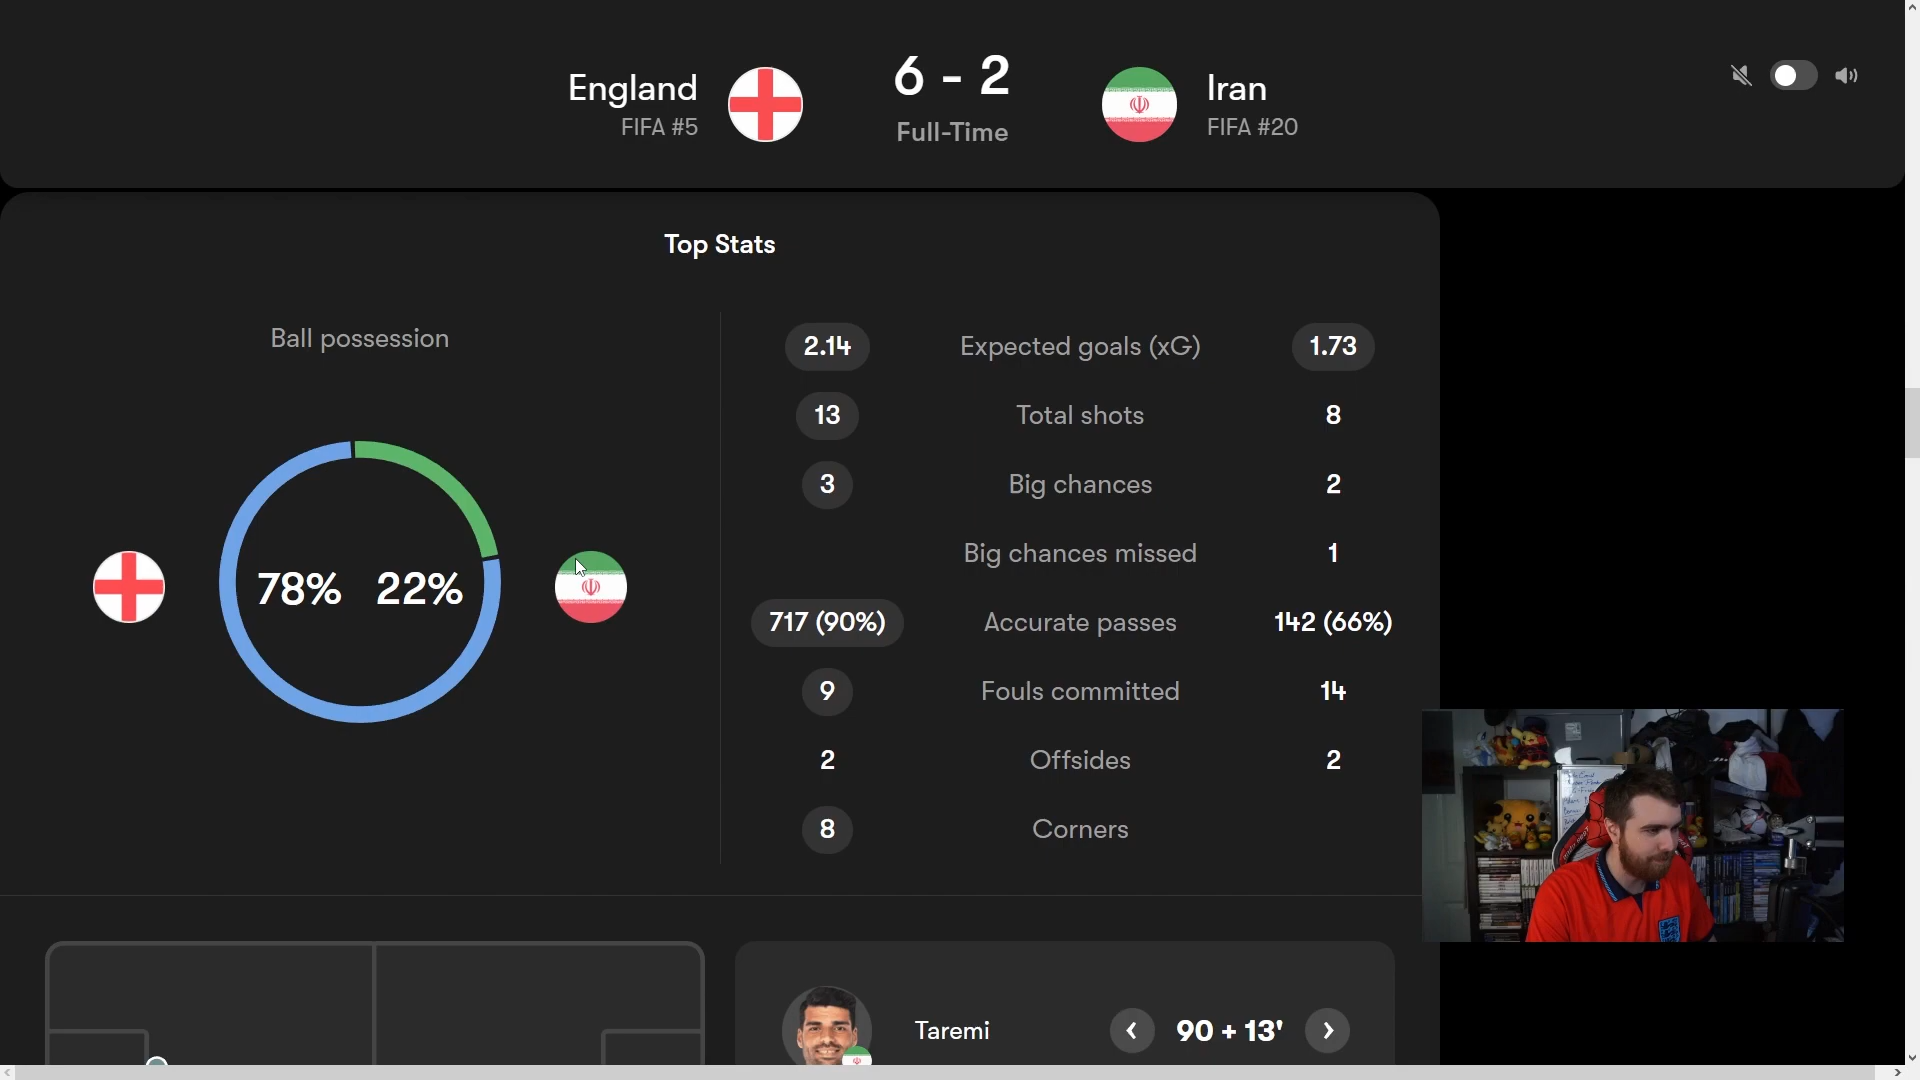 England
FIFA #5
6 - 2
Full-Time
Iran
FIFA #20
Top Stats
Ball possession
78% 22%
2.14 Expected goals (xG) 1.73
13 Total shots 8
3 Big chances 2
Big chances missed 1
717 (90%) Accurate passes 142 (66%)
9 Fouls committed 14
2 Offsides 2
8 Corners
Taremi
90 + 13'